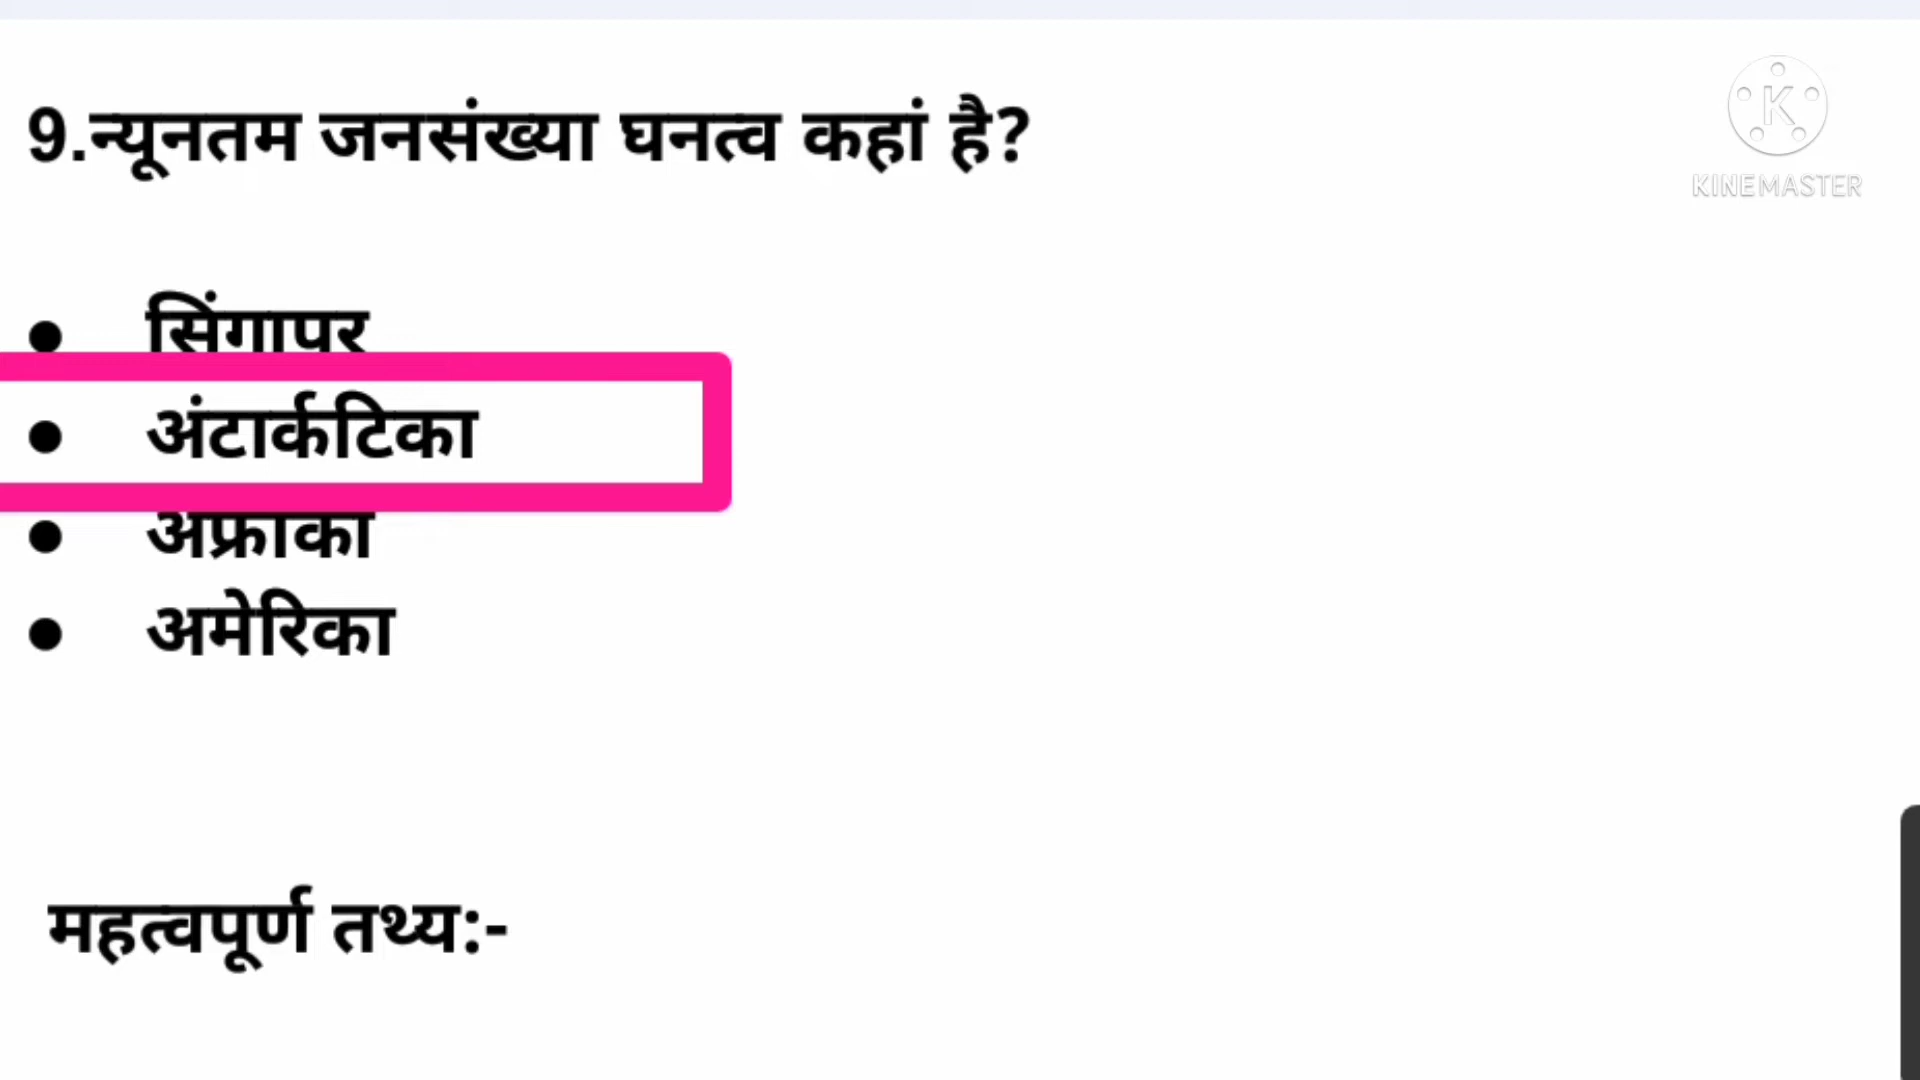 9.न्यूनतम जनसंख्या घनत्व कहां है?
KINEMASTER
● सिंगापुर
● अंटार्कटिका
● अफ्रीका
● अमेरिका
महत्वपूर्ण तथ्य:-